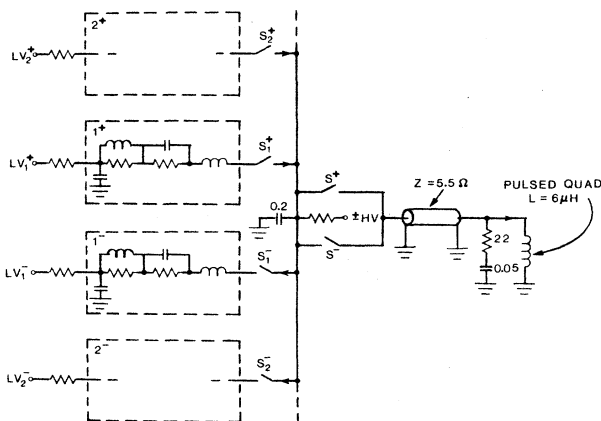 2+
LV2+
S2+
1+
LV1+
S1+
S+
Z = 5.5 Ω
PULSED QUAD
L = 6μH
0.2
± HV
22
0.05
S-
1-
LV1-
S1-
2-
LV2-
S2-